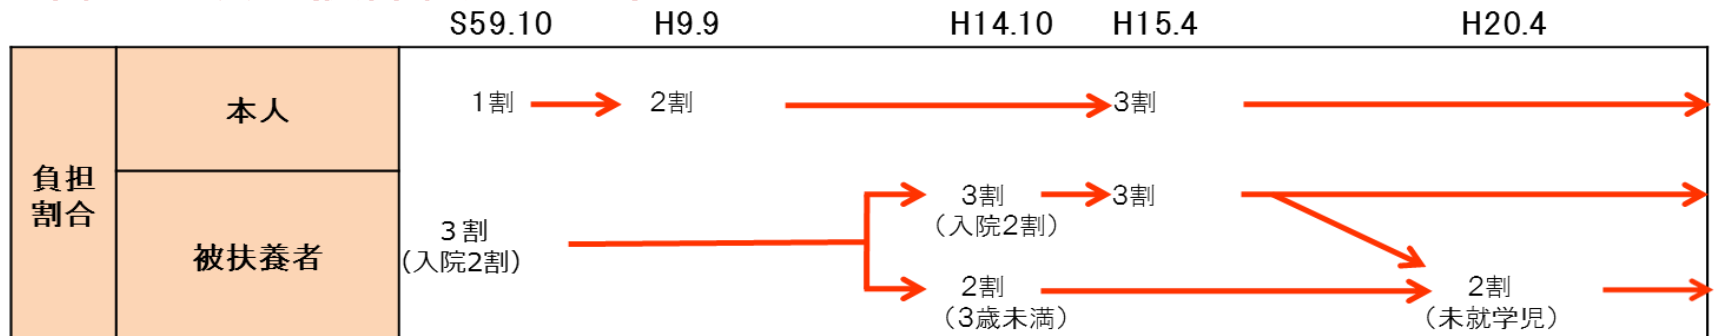 S59.10 H9.9 H14.10 H15.4 H20.4
負担
割合
本人
1割 2割 3割
被扶養者
3割
(入院2割)
3割
（入院2割）
3割
2割
（3歳未満）
2割
（未就学児）